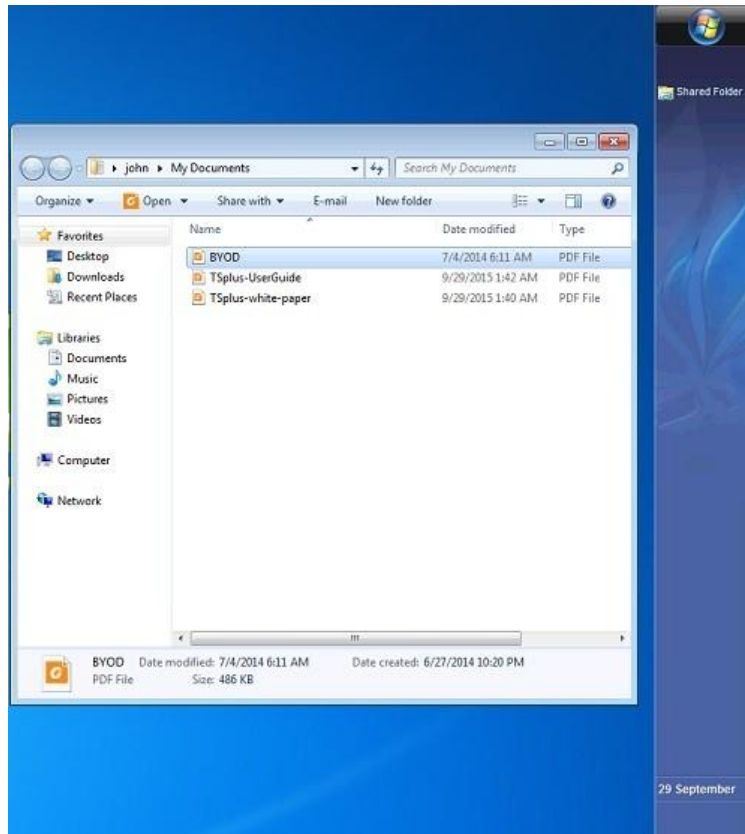 Shared Folder
john ▸ My Documents
Search My Documents
Organize
Open
Share with
E-mail
New folder
Name
Date modified
Type
Favorites
Desktop
Downloads
Recent Places
Libraries
Documents
Music
Pictures
Videos
Computer
Network
BYOD 7/4/2014 6:11 AM PDF File
TSplus-UserGuide 9/29/2015 1:42 AM PDF File
TSplus-white-paper 9/29/2015 1:40 AM PDF File
BYOD Date modified: 7/4/2014 6:11 AM Date created: 6/27/2014 10:20 PM
PDF File Size: 486 KB
29 September